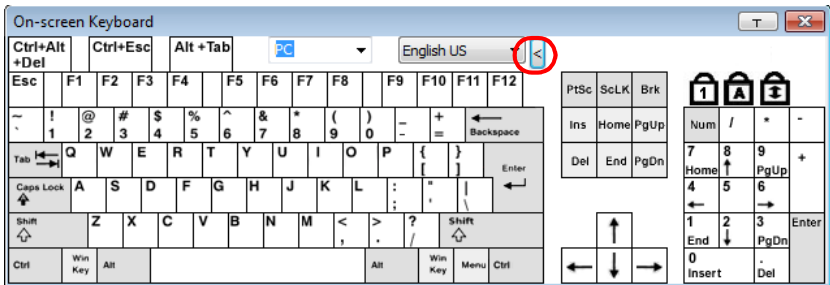 On-screen Keyboard T X
Ctrl+Alt +Del Ctrl+Esc Alt +Tab PC English US <
Esc F1 F2 F3 F4 F5 F6 F7 F8 F9 F10 F11 F12 PtSc ScLK Brk 1 A
~ ` ! 1 @ 2 # 3 $ 4 % 5 ^ 6 & 7 * 8 ( 9 ) 0 _ - + = Backspace Ins Home PgUp Num / * -
Tab Q W E R T Y U I O P { [ } ] Enter Del End PgDn 7 Home 8 ↑ 9 PgUp +
Caps Lock A S D F G H J K L : ; " ' | \ 4 ← 5 6 →
Shift Z X C V B N M < , > . ? / Shift ↑ 1 End 2 ↓ 3 PgDn Enter
Ctrl Win Key Alt Alt Win Key Menu Ctrl ← ↓ → 0 Insert . Del